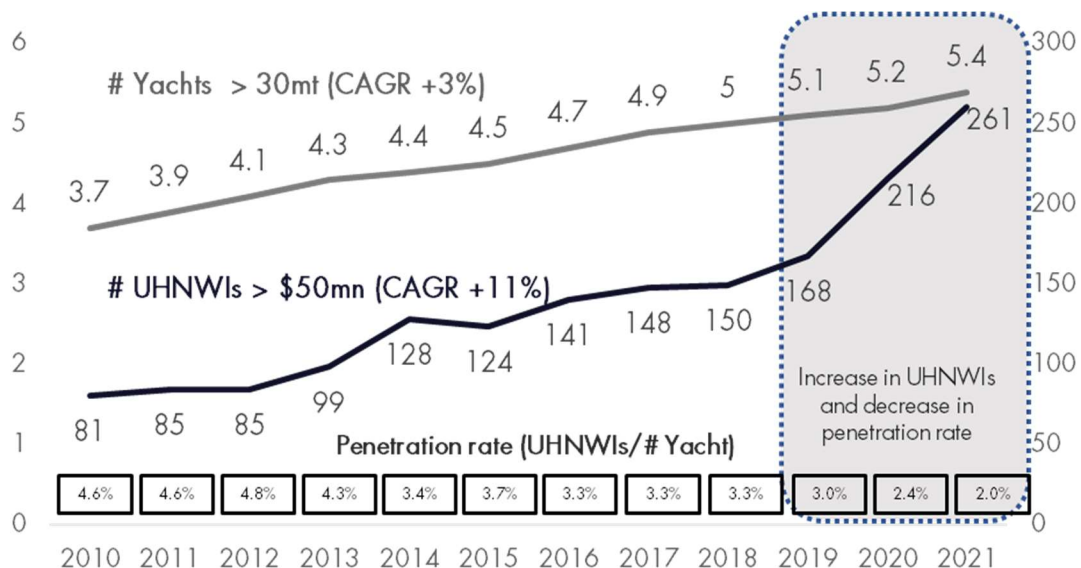 6
5
4
3
2
1
0
300
250
200
150
100
50
0
# Yachts > 30mt (CAGR +3%)
3.7 3.9 4.1 4.3 4.4 4.5 4.7 4.9 5 5.1 5.2 5.4
# UHNWIs > $50mn (CAGR +11%)
81 85 85 99 128 124 141 148 150 168 216 261
Increase in UHNWIs
and decrease in
penetration rate
Penetration rate (UHNWIs/# Yacht)
4.6% 4.6% 4.8% 4.3% 3.4% 3.7% 3.3% 3.3% 3.3% 3.0% 2.4% 2.0%
2010 2011 2012 2013 2014 2015 2016 2017 2018 2019 2020 2021